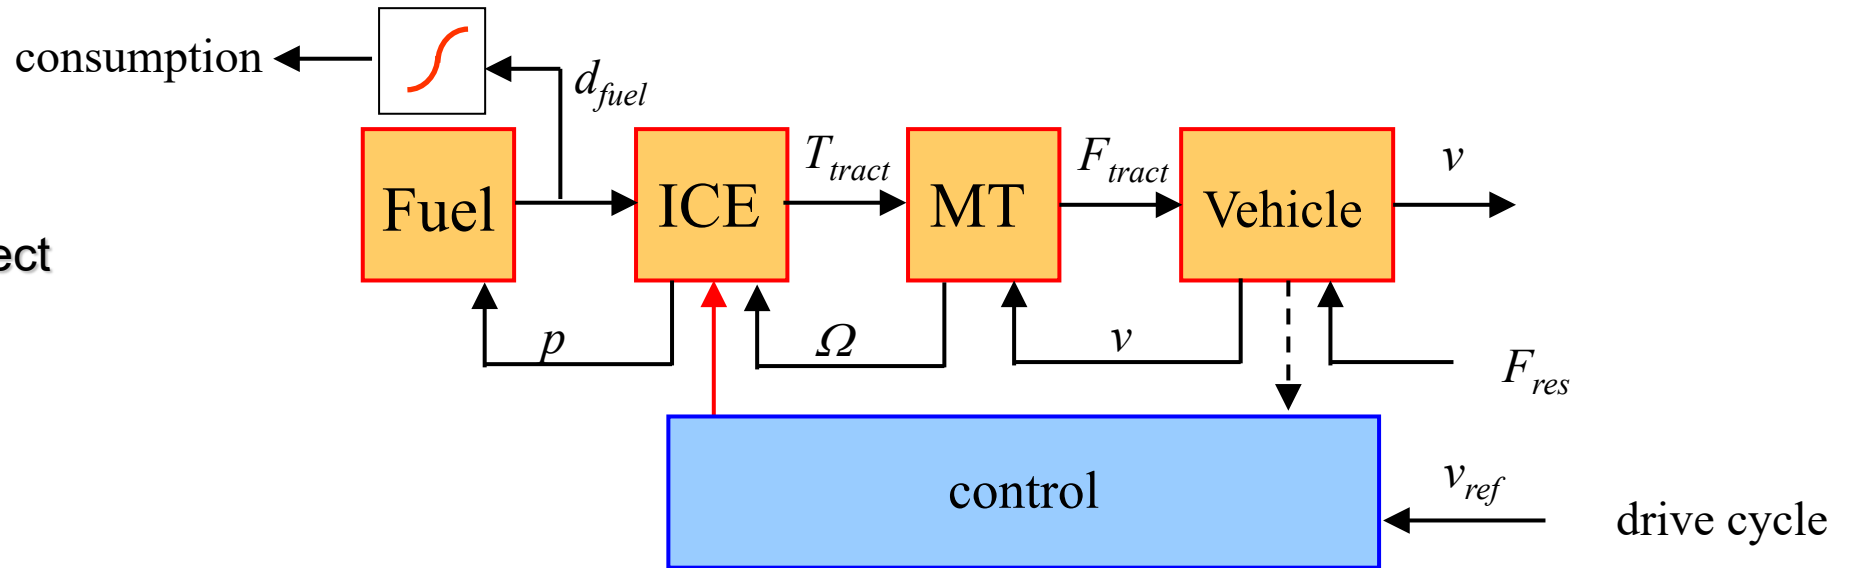 consumption
d_fuel
Fuel
ICE
T_tract
MT
F_tract
Vehicle
v
ect
p
Ω
v
F_res
control
v_ref
drive cycle